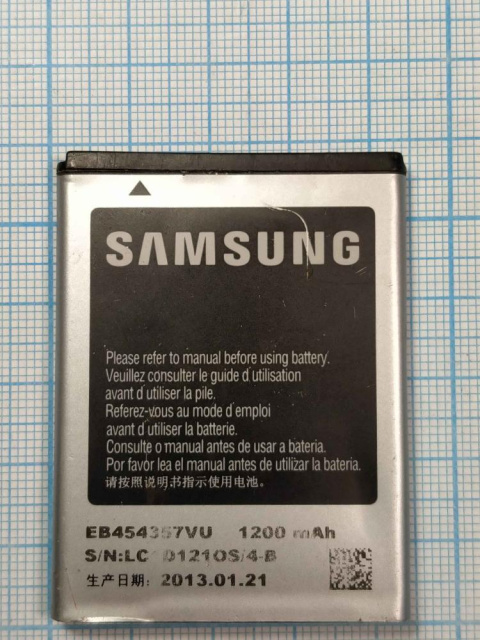 SAMSUNG
Please refer to manual before using battery.
Veuillez consulter le guide d'utilisation
avant d'utiliser la pile.
Referez-vous au mode d'emploi
avant d'utiliser la batterie.
Consulte o manual antes de usar a bateria.
Por favor lea el manual antes de utilizar la bateria.
请按照说明书指示使用电池。
EB454357VU 1200 mAh
S/N:LC
生产日期: 2013.01.21